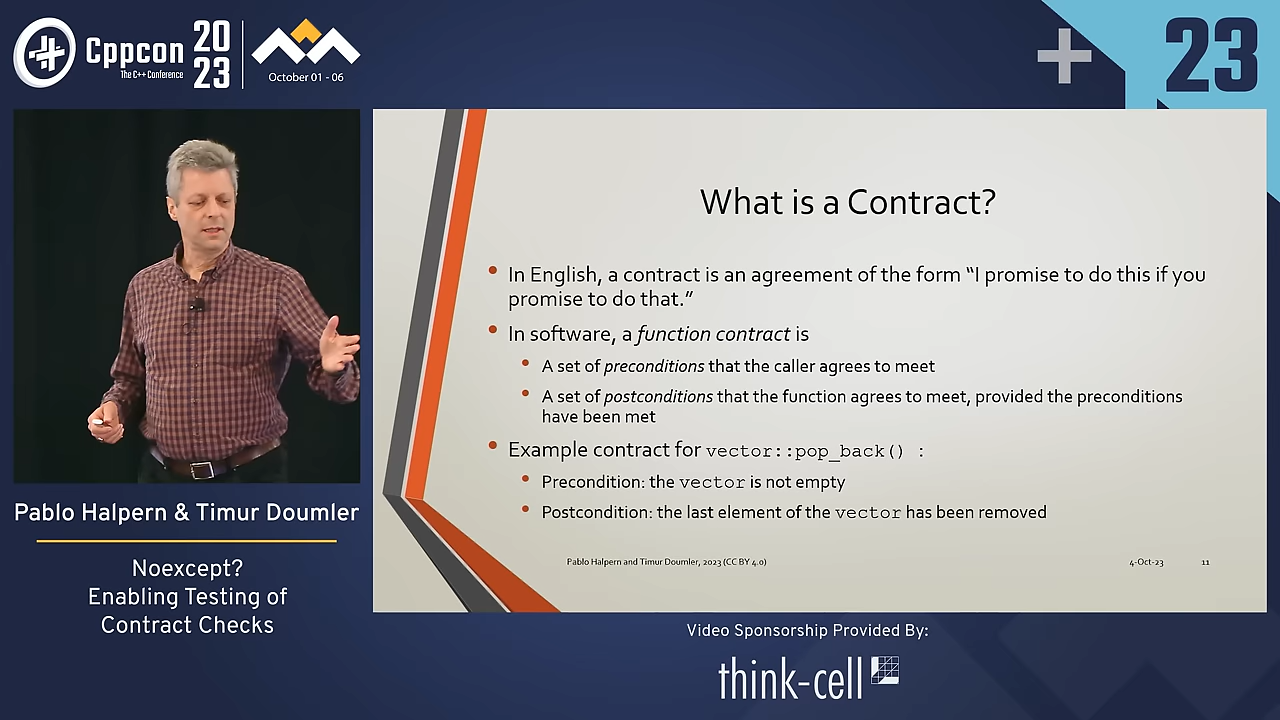 Cppcon
The C++ Conference
20
23
October 01 - 06
23
What is a Contract?
In English, a contract is an agreement of the form “I promise to do this if you
promise to do that.”
In software, a function contract is
A set of preconditions that the caller agrees to meet
A set of postconditions that the function agrees to meet, provided the preconditions
have been met
Example contract for vector::pop_back() :
Precondition: the vector is not empty
Postcondition: the last element of the vector has been removed
Pablo Halpern and Timur Doumler, 2023 (CC BY 4.0)
4-Oct-23
11
Pablo Halpern & Timur Doumler
Noexcept?
Enabling Testing of
Contract Checks
Video Sponsorship Provided By:
think-cell